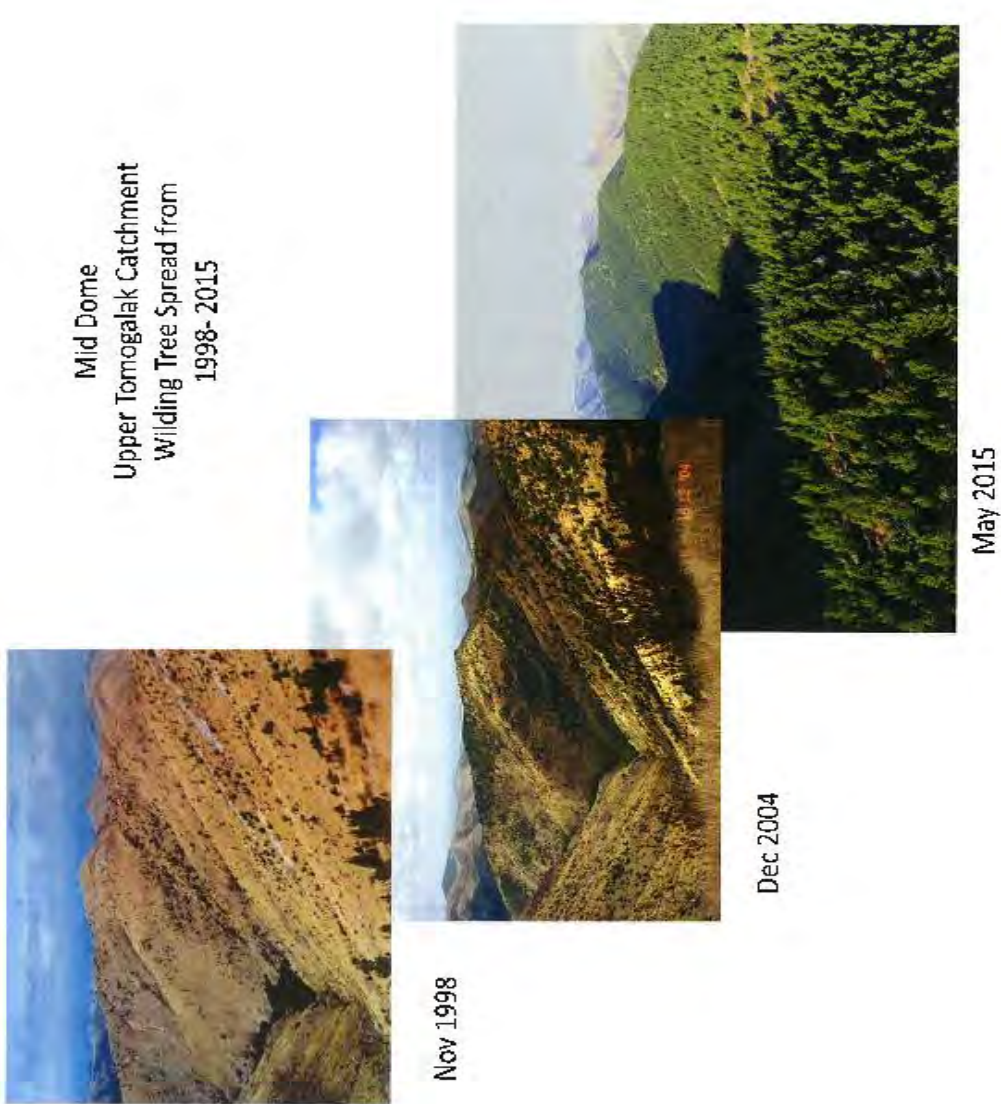 Mid Dome
Upper Tomogalak Catchment
Wilding Tree Spread from
1998- 2015
Nov 1998
Dec 2004
May 2015